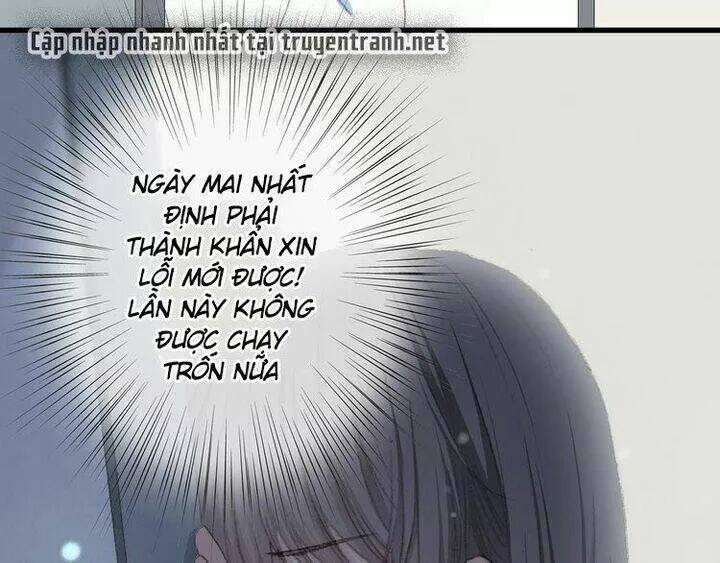 Cập nhập nhanh nhất tại truyentranh.net
NGÀY MAI NHẤT
ĐỊNH PHẢI
THÀNH KHẨN XIN
LỖI MỚI ĐƯỢC!
LẦN NÀY KHÔNG
ĐƯỢC CHẠY
TRỐN NỮA